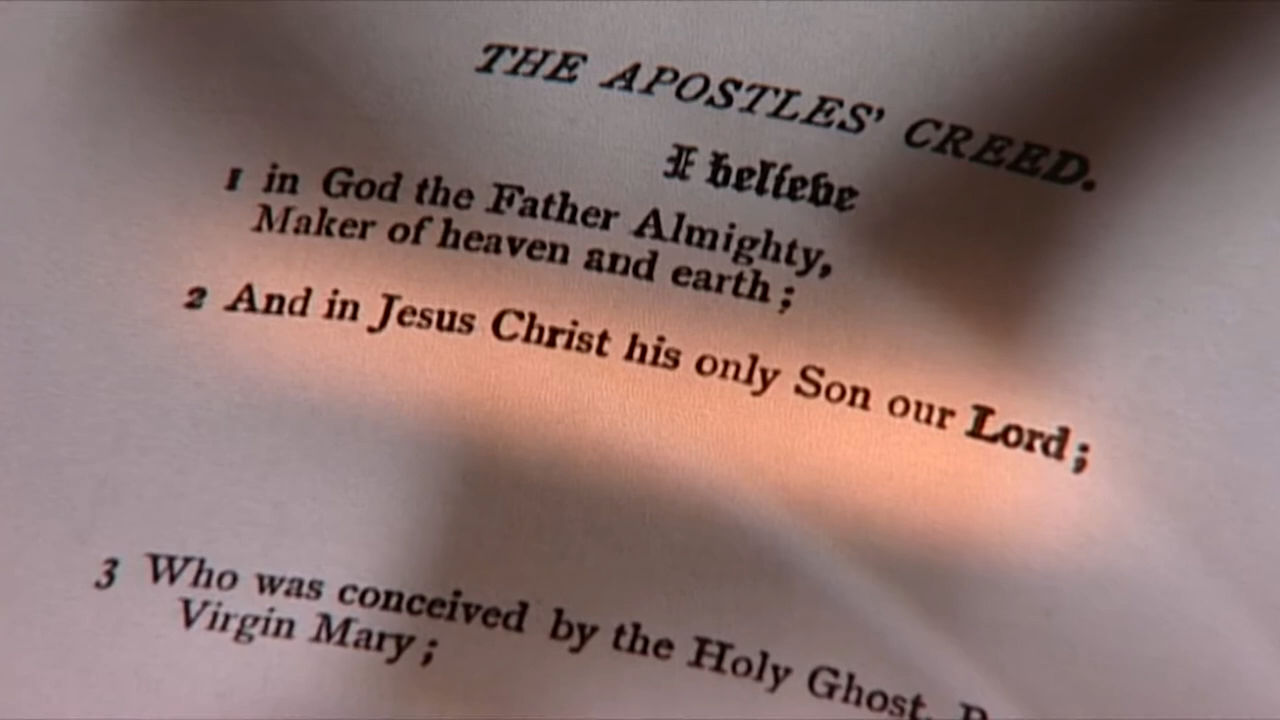 THE APOSTLES' CREED.
I believe
1 in God the Father Almighty,
Maker of heaven and earth;
2 And in Jesus Christ his only Son our Lord;
3 Who was conceived by the Holy Ghost,
Virgin Mary;